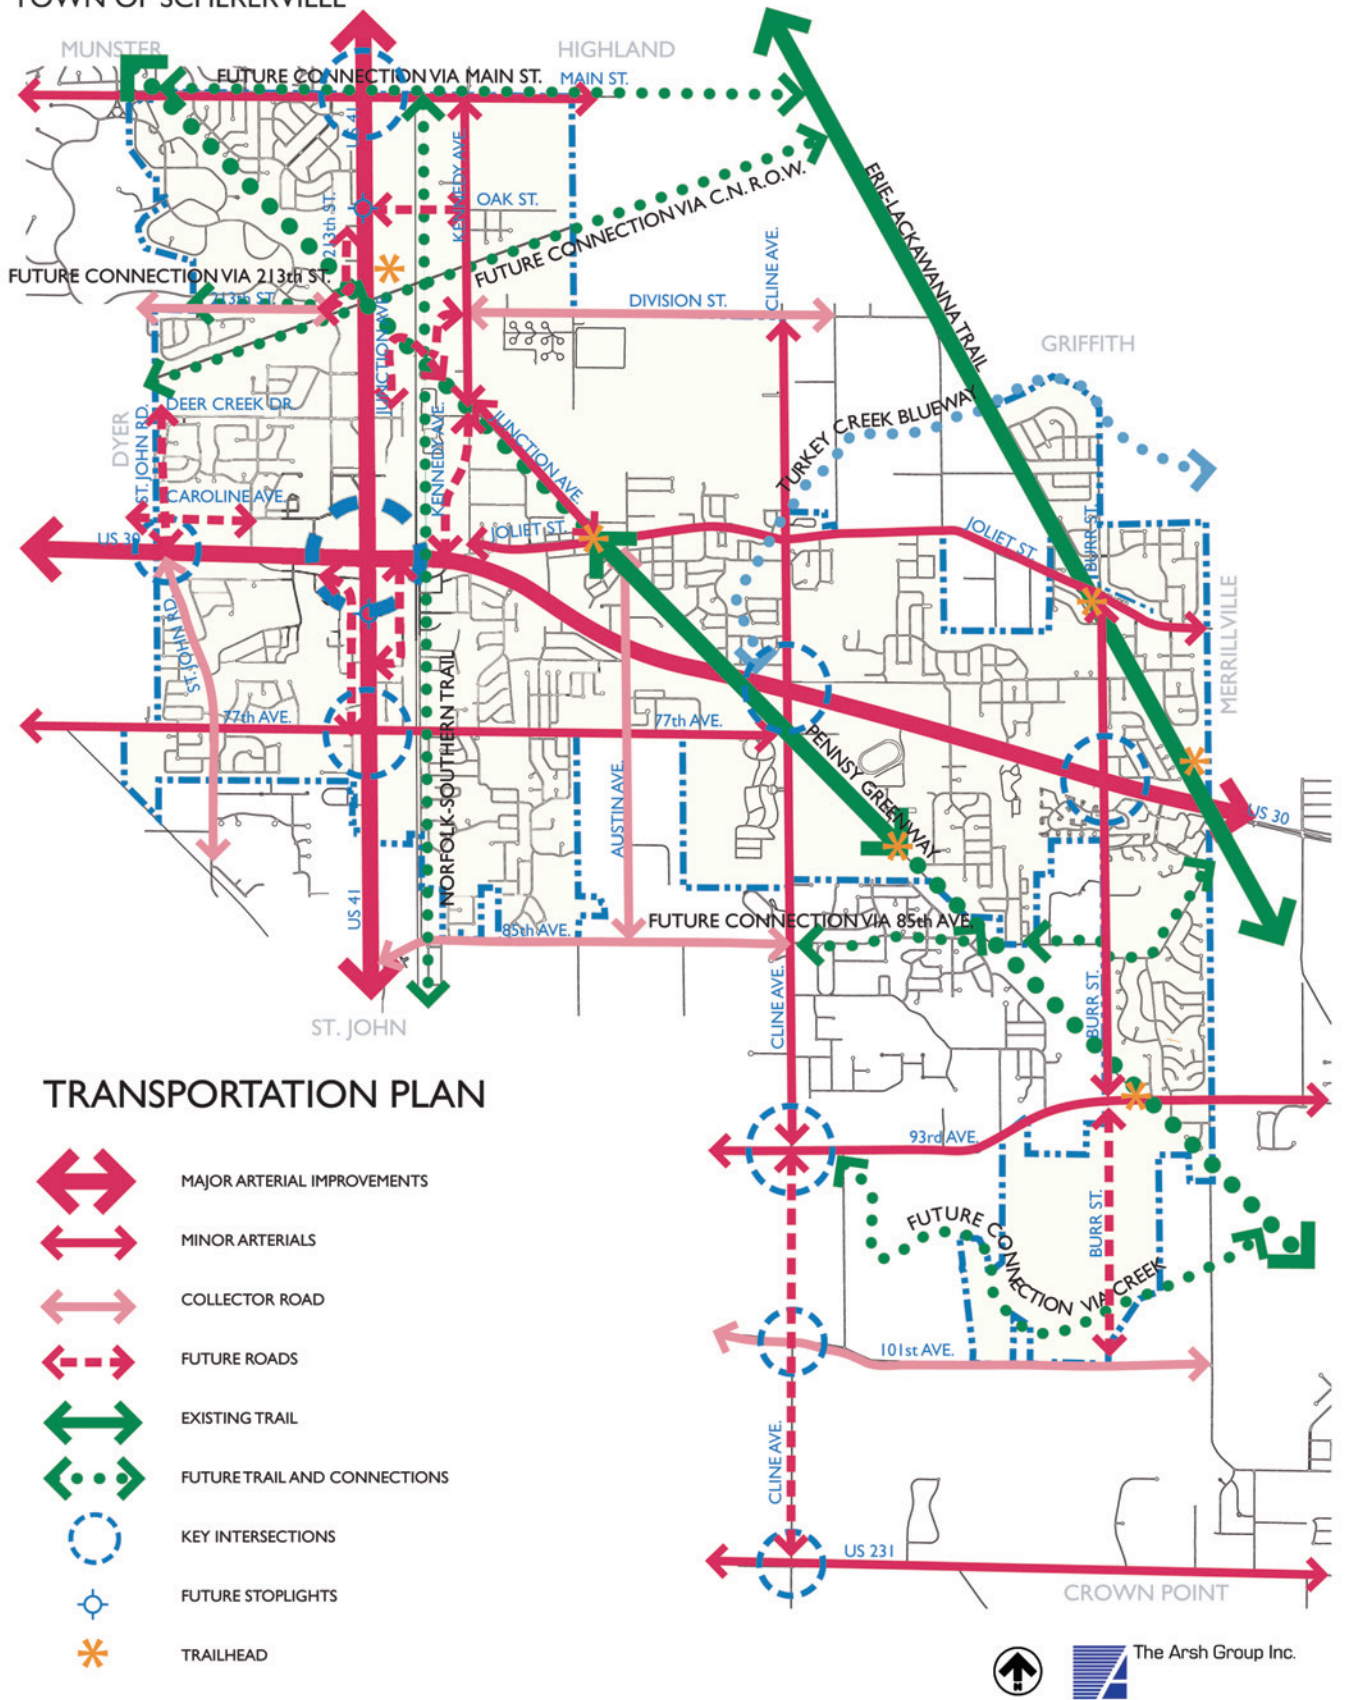 TOWN OF SCHERERVILLE
MUNSTER
HIGHLAND
FUTURE CONNECTION VIA MAIN ST.
MAIN ST.
US 41
KENNEDY AVE.
ERIE-LACKAWANNA TRAIL
213th ST.
OAK ST.
FUTURE CONNECTION VIA C.N. R.O.W.
CLINE AVE.
FUTURE CONNECTION VIA 213th ST.
213th ST.
DIVISION ST.
JUNCTION AVE.
GRIFFITH
DYER
ST. JOHN RD.
DEER CREEK DR.
KENNEDY AVE.
JUNCTION AVE.
TURKEY CREEK BLUEWAY
CAROLINE AVE.
US 30
JOLIET ST.
JOLIET ST.
BURR ST.
MERRILLVILLE
ST. JOHN RD.
NORFOLK-SOUTHERN TRAIL
77th AVE.
77th AVE.
PENNSY GREENWAY
AUSTIN AVE.
US 30
US 41
85th AVE.
FUTURE CONNECTION VIA 85th AVE.
CLINE AVE.
BURR ST.
ST. JOHN
TRANSPORTATION PLAN
MAJOR ARTERIAL IMPROVEMENTS
MINOR ARTERIALS
COLLECTOR ROAD
FUTURE ROADS
EXISTING TRAIL
FUTURE TRAIL AND CONNECTIONS
KEY INTERSECTIONS
FUTURE STOPLIGHTS
TRAILHEAD
93rd AVE.
BURR ST.
FUTURE CONNECTION VIA CREEK
101st AVE.
CLINE AVE.
US 231
CROWN POINT
N
The Arsh Group Inc.